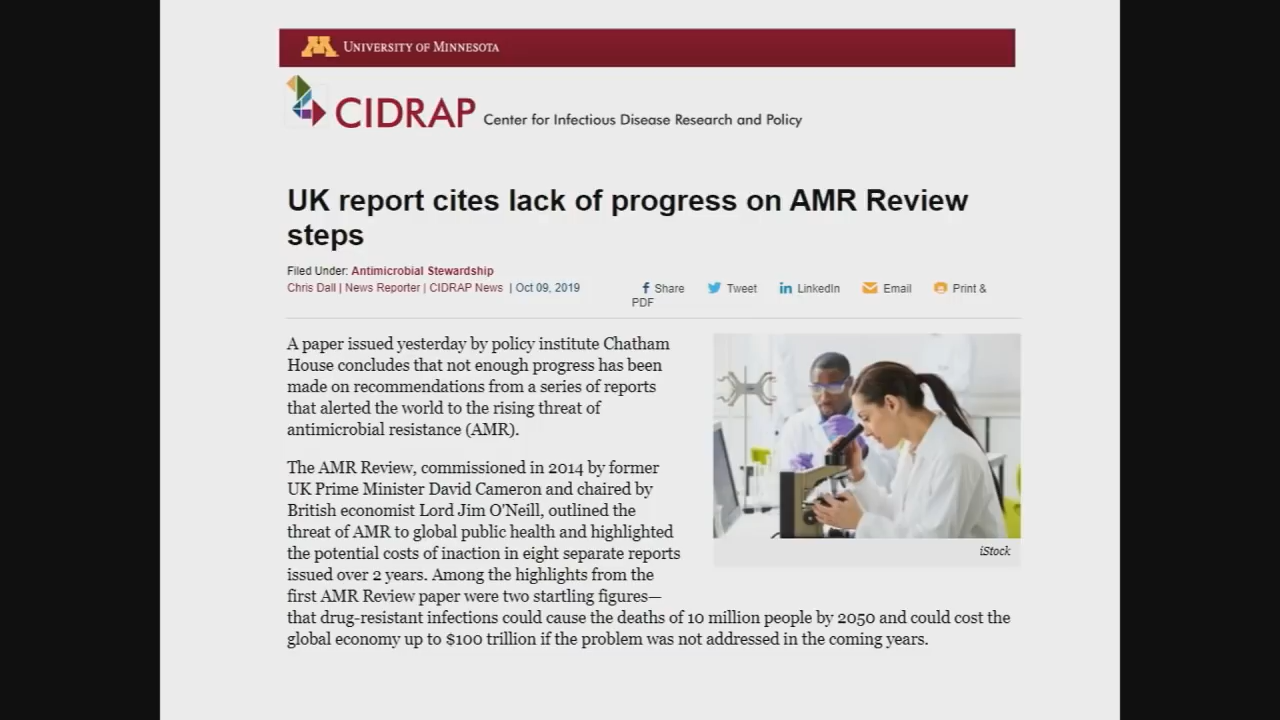 UNIVERSITY OF MINNESOTA
CIDRAP Center for Infectious Disease Research and Policy
UK report cites lack of progress on AMR Review
steps
Filed Under: Antimicrobial Stewardship
Chris Dall | News Reporter | CIDRAP News | Oct 09, 2019
Share Tweet LinkedIn Email Print &
PDF
A paper issued yesterday by policy institute Chatham
House concludes that not enough progress has been
made on recommendations from a series of reports
that alerted the world to the rising threat of
antimicrobial resistance (AMR).
iStock
The AMR Review, commissioned in 2014 by former
UK Prime Minister David Cameron and chaired by
British economist Lord Jim O'Neill, outlined the
threat of AMR to global public health and highlighted
the potential costs of inaction in eight separate reports
issued over 2 years. Among the highlights from the
first AMR Review paper were two startling figures—
that drug-resistant infections could cause the deaths of 10 million people by 2050 and could cost the
global economy up to $100 trillion if the problem was not addressed in the coming years.